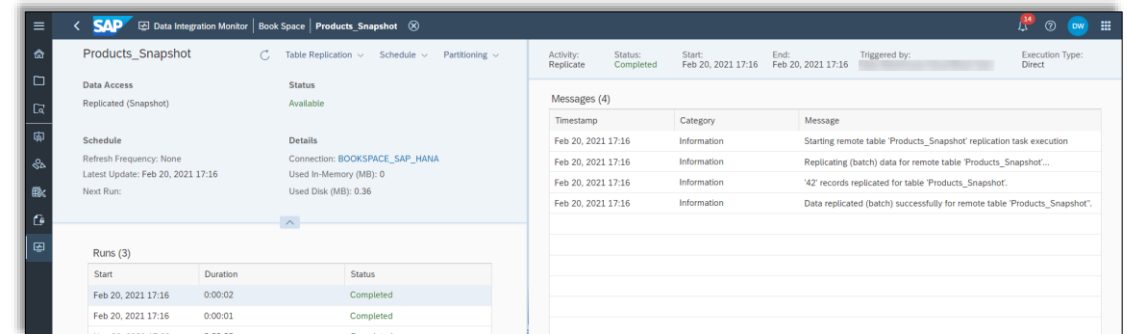 SAP Data Integration Monitor Book Space Products_Snapshot 14 DW
Products_Snapshot Table Replication Schedule Partitioning
Data Access Status
Replicated (Snapshot) Available
Schedule Details
Refresh Frequency: None Connection: BOOKSPACE_SAP_HANA
Latest Update: Feb 20, 2021 17:16 Used In-Memory (MB): 0
Next Run: Used Disk (MB): 0.36
Runs (3)
Start Duration Status
Feb 20, 2021 17:16 0:00:02 Completed
Feb 20, 2021 17:16 0:00:01 Completed
Activity: Status: Start: End: Triggered by: Execution Type:
Replicate Completed Feb 20, 2021 17:16 Feb 20, 2021 17:16 Direct
Messages (4)
Timestamp Category Message
Feb 20, 2021 17:16 Information Starting remote table 'Products_Snapshot' replication task execution
Feb 20, 2021 17:16 Information Replicating (batch) data for remote table 'Products_Snapshot'...
Feb 20, 2021 17:16 Information '42' records replicated for table 'Products_Snapshot'.
Feb 20, 2021 17:16 Information Data replicated (batch) successfully for remote table 'Products_Snapshot".